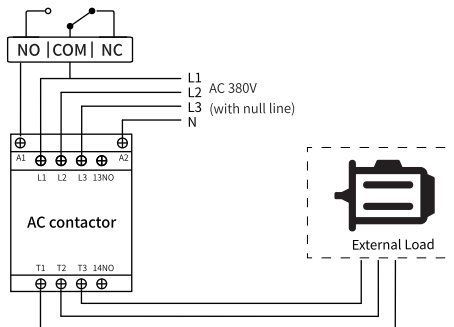 NO | COM | NC
L1
L2
AC 380V
L3
(with null line)
N
A1
A2
L1 L2 L3 13NO
AC contactor
External Load
T1 T2 T3 14NO